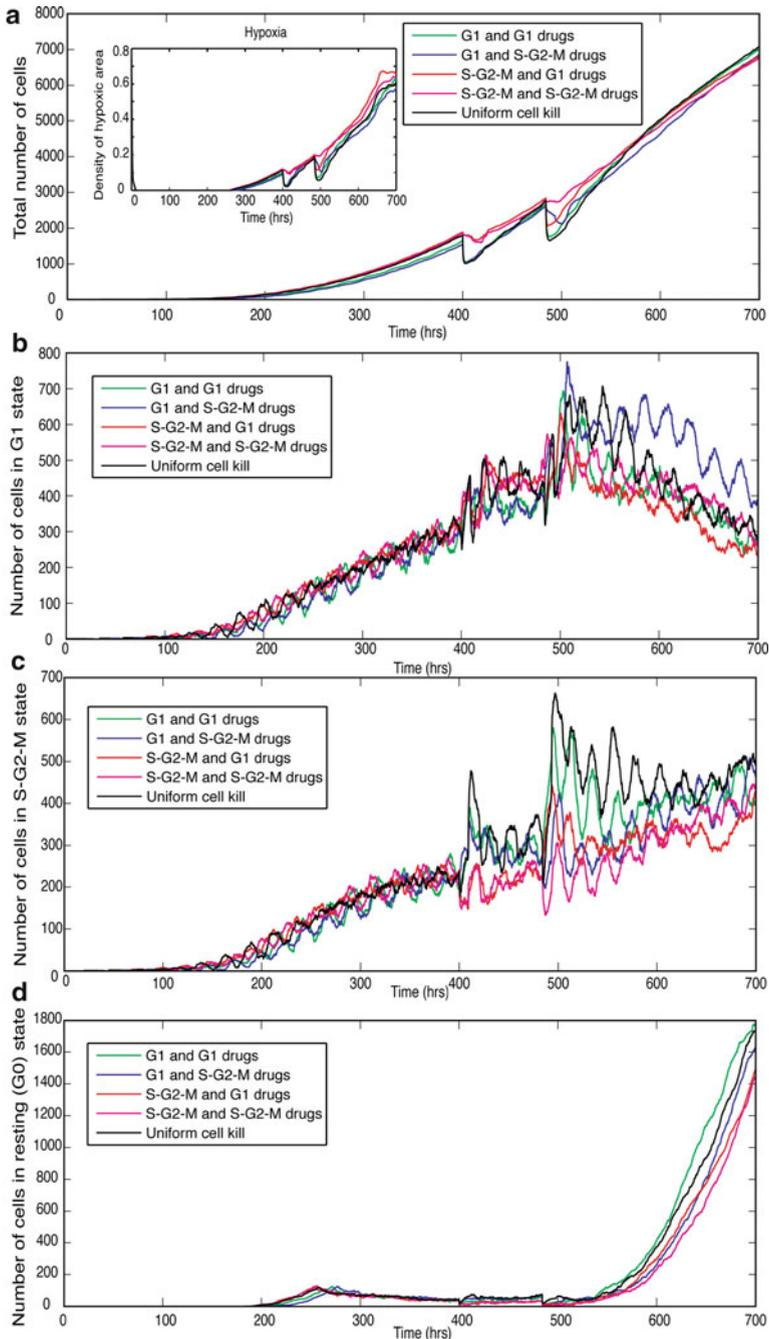 a
Total number of cells
8000
7000
6000
5000
4000
3000
2000
1000
0
Hypoxia
Density of hypoxic area
0.8
0.6
0.4
0.2
0
0 100 200 300 400 500 600 700
Time (hrs)
G1 and G1 drugs
G1 and S-G2-M drugs
S-G2-M and G1 drugs
S-G2-M and S-G2-M drugs
Uniform cell kill
0 100 200 300 400 500 600 700
Time (hrs)
b
Number of cells in G1 state
800
700
600
500
400
300
200
100
0
G1 and G1 drugs
G1 and S-G2-M drugs
S-G2-M and G1 drugs
S-G2-M and S-G2-M drugs
Uniform cell kill
0 100 200 300 400 500 600 700
Time (hrs)
c
Number of cells in S-G2-M state
700
600
500
400
300
200
100
0
G1 and G1 drugs
G1 and S-G2-M drugs
S-G2-M and G1 drugs
S-G2-M and S-G2-M drugs
Uniform cell kill
0 100 200 300 400 500 600 700
Time (hrs)
d
Number of cells in resting (G0) state
1800
1600
1400
1200
1000
800
600
400
200
0
G1 and G1 drugs
G1 and S-G2-M drugs
S-G2-M and G1 drugs
S-G2-M and S-G2-M drugs
Uniform cell kill
0 100 200 300 400 500 600 700
Time (hrs)